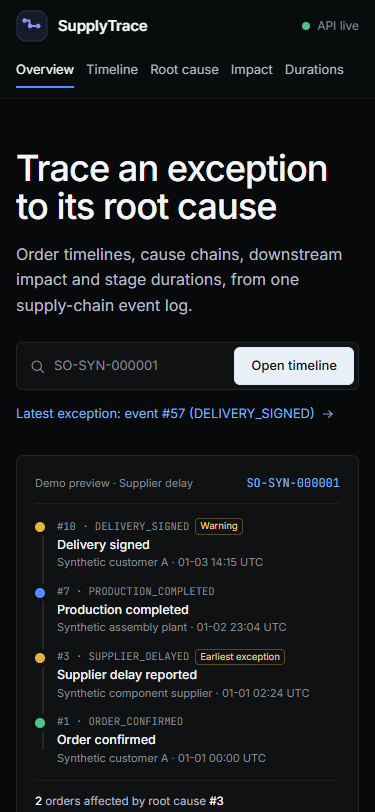 SupplyTrace
API live
Overview Timeline Root cause Impact Durations
Trace an exception
to its root cause
Order timelines, cause chains, downstream
impact and stage durations, from one
supply-chain event log.
SO-SYN-000001
Open timeline
Latest exception: event #57 (DELIVERY_SIGNED) →
Demo preview · Supplier delay
SO-SYN-000001
#10 · DELIVERY_SIGNED Warning
Delivery signed
Synthetic customer A · 01-03 14:15 UTC
#7 · PRODUCTION_COMPLETED
Production completed
Synthetic assembly plant · 01-02 23:04 UTC
#3 · SUPPLIER_DELAYED Earliest exception
Supplier delay reported
Synthetic component supplier · 01-01 02:24 UTC
#1 · ORDER_CONFIRMED
Order confirmed
Synthetic customer A · 01-01 00:00 UTC
2 orders affected by root cause #3